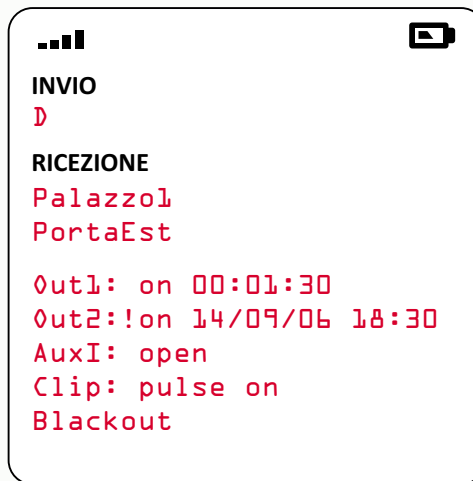 INVIO
D
RICEZIONE
Palazzo1
PortaEst
Out1: on 00:01:30
Out2:!on 14/09/06 18:30
AuxI: open
Clip: pulse on
Blackout